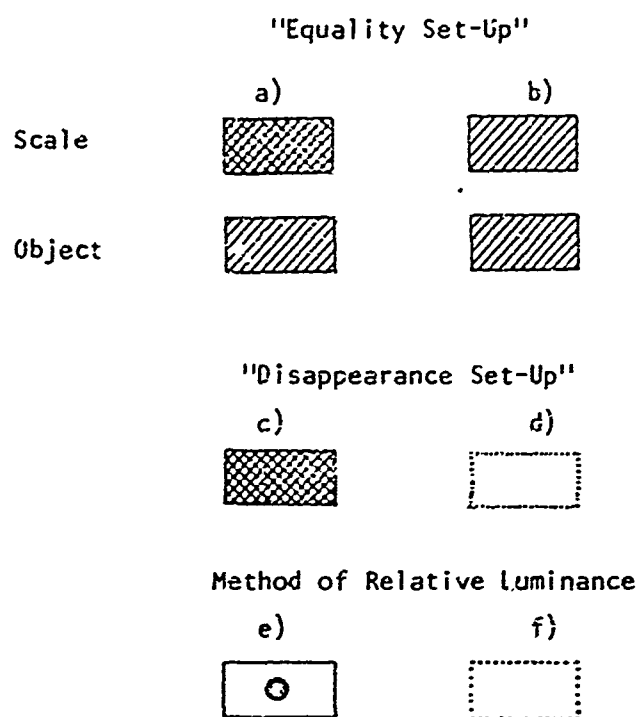 "Equality Set-Up"
a) b)
Scale
Object
"Disappearance Set-Up"
c) d)
Method of Relative Luminance
e) f)